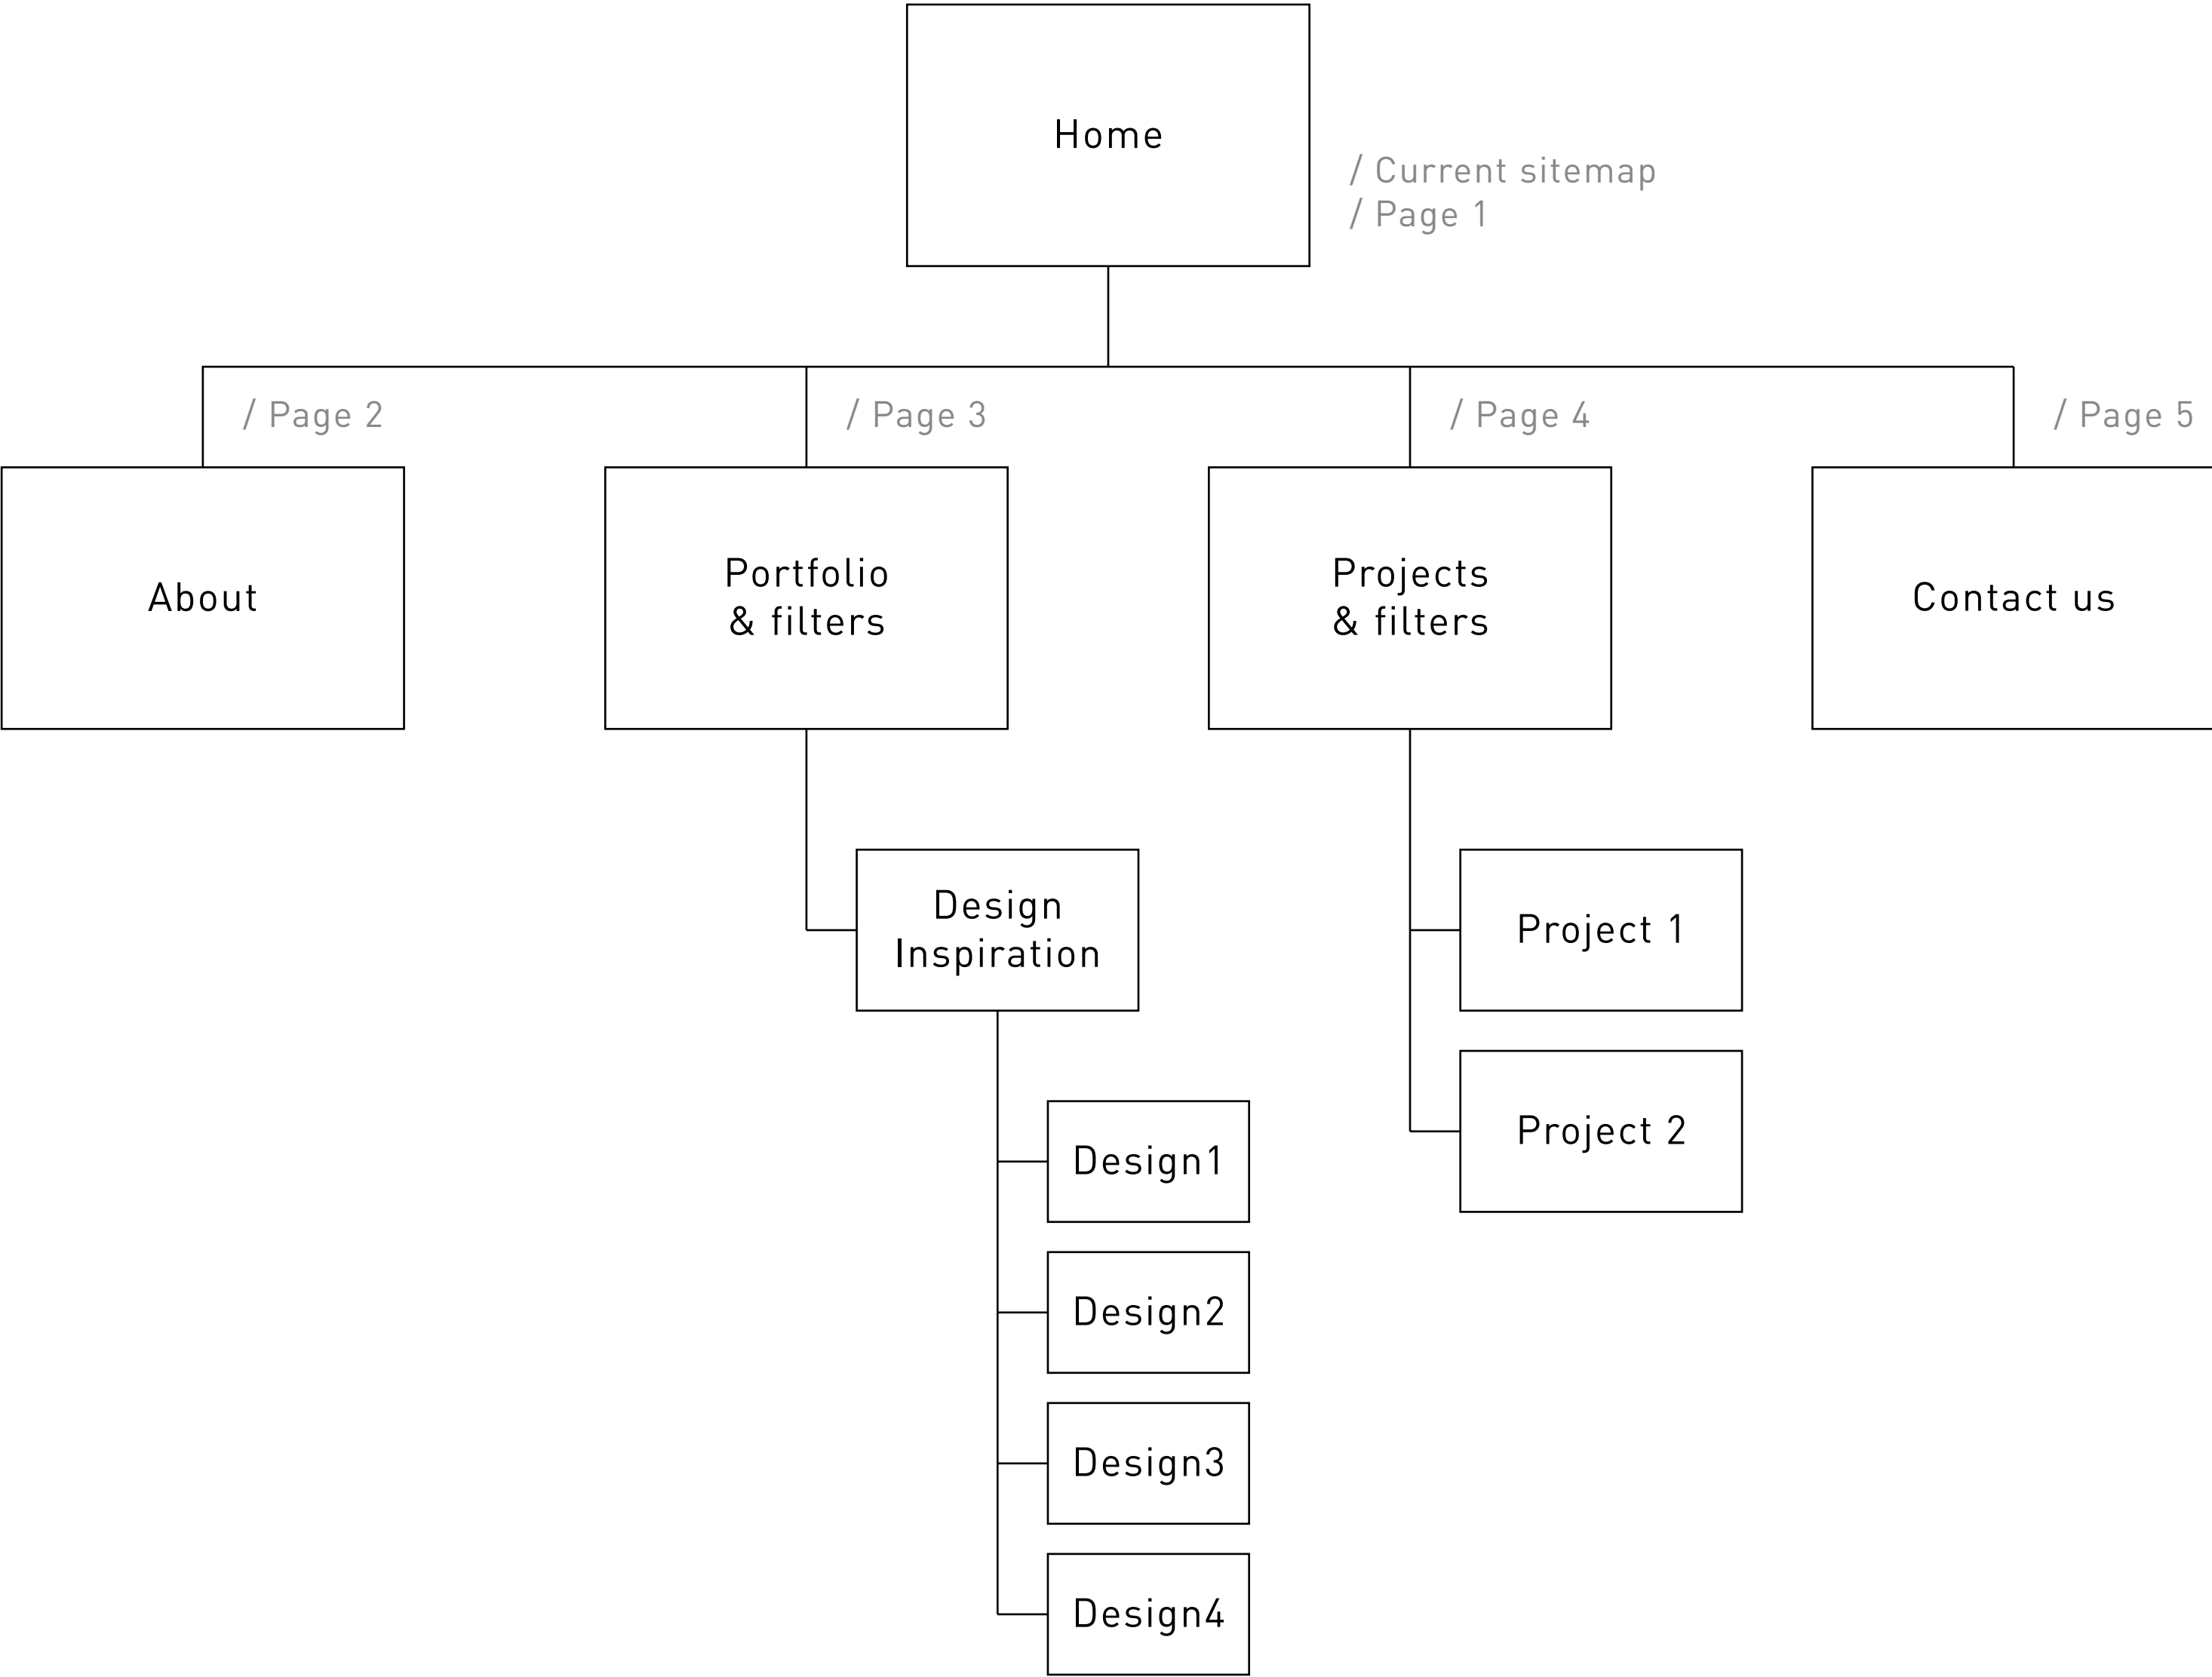 Home
/ Current sitemap
/ Page 1
/ Page 2
/ Page 3
/ Page 4
/ Page 5
About
Portfolio
& filters
Projects
& filters
Contact us
Design
Inspiration
Project 1
Project 2
Design1
Design2
Design3
Design4